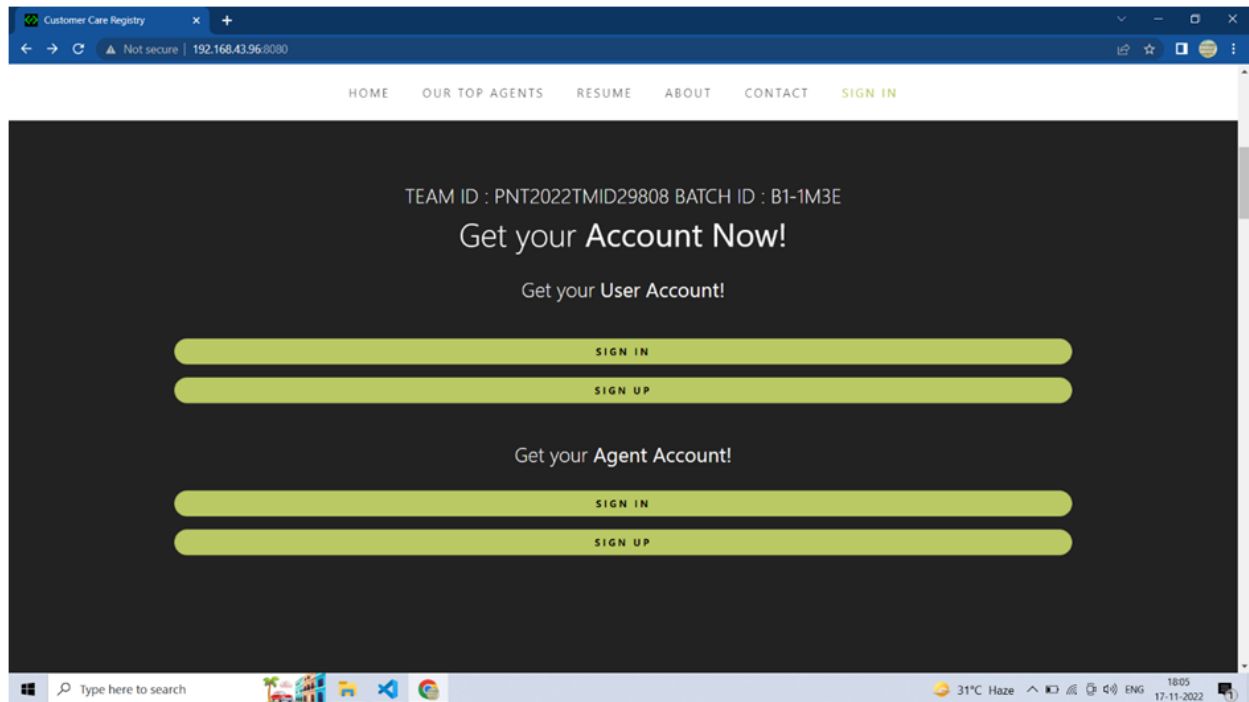 Customer Care Registry
Not secure | 192.168.43.96:8080
HOME OUR TOP AGENTS RESUME ABOUT CONTACT SIGN IN
TEAM ID : PNT2022TMID29808 BATCH ID : B1-1M3E
Get your Account Now!
Get your User Account!
SIGN IN
SIGN UP
Get your Agent Account!
SIGN IN
SIGN UP
Type here to search
31°C Haze
ENG
18:05
17-11-2022
1